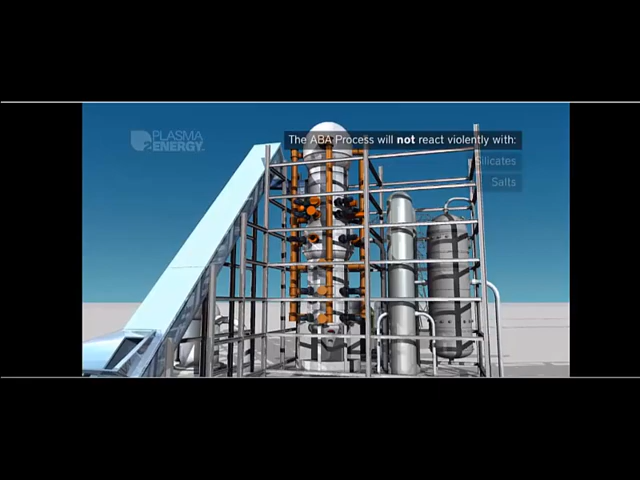 PLASMA
2ENERGY.
The ABA Process will not react violently with:
Silicates
Salts